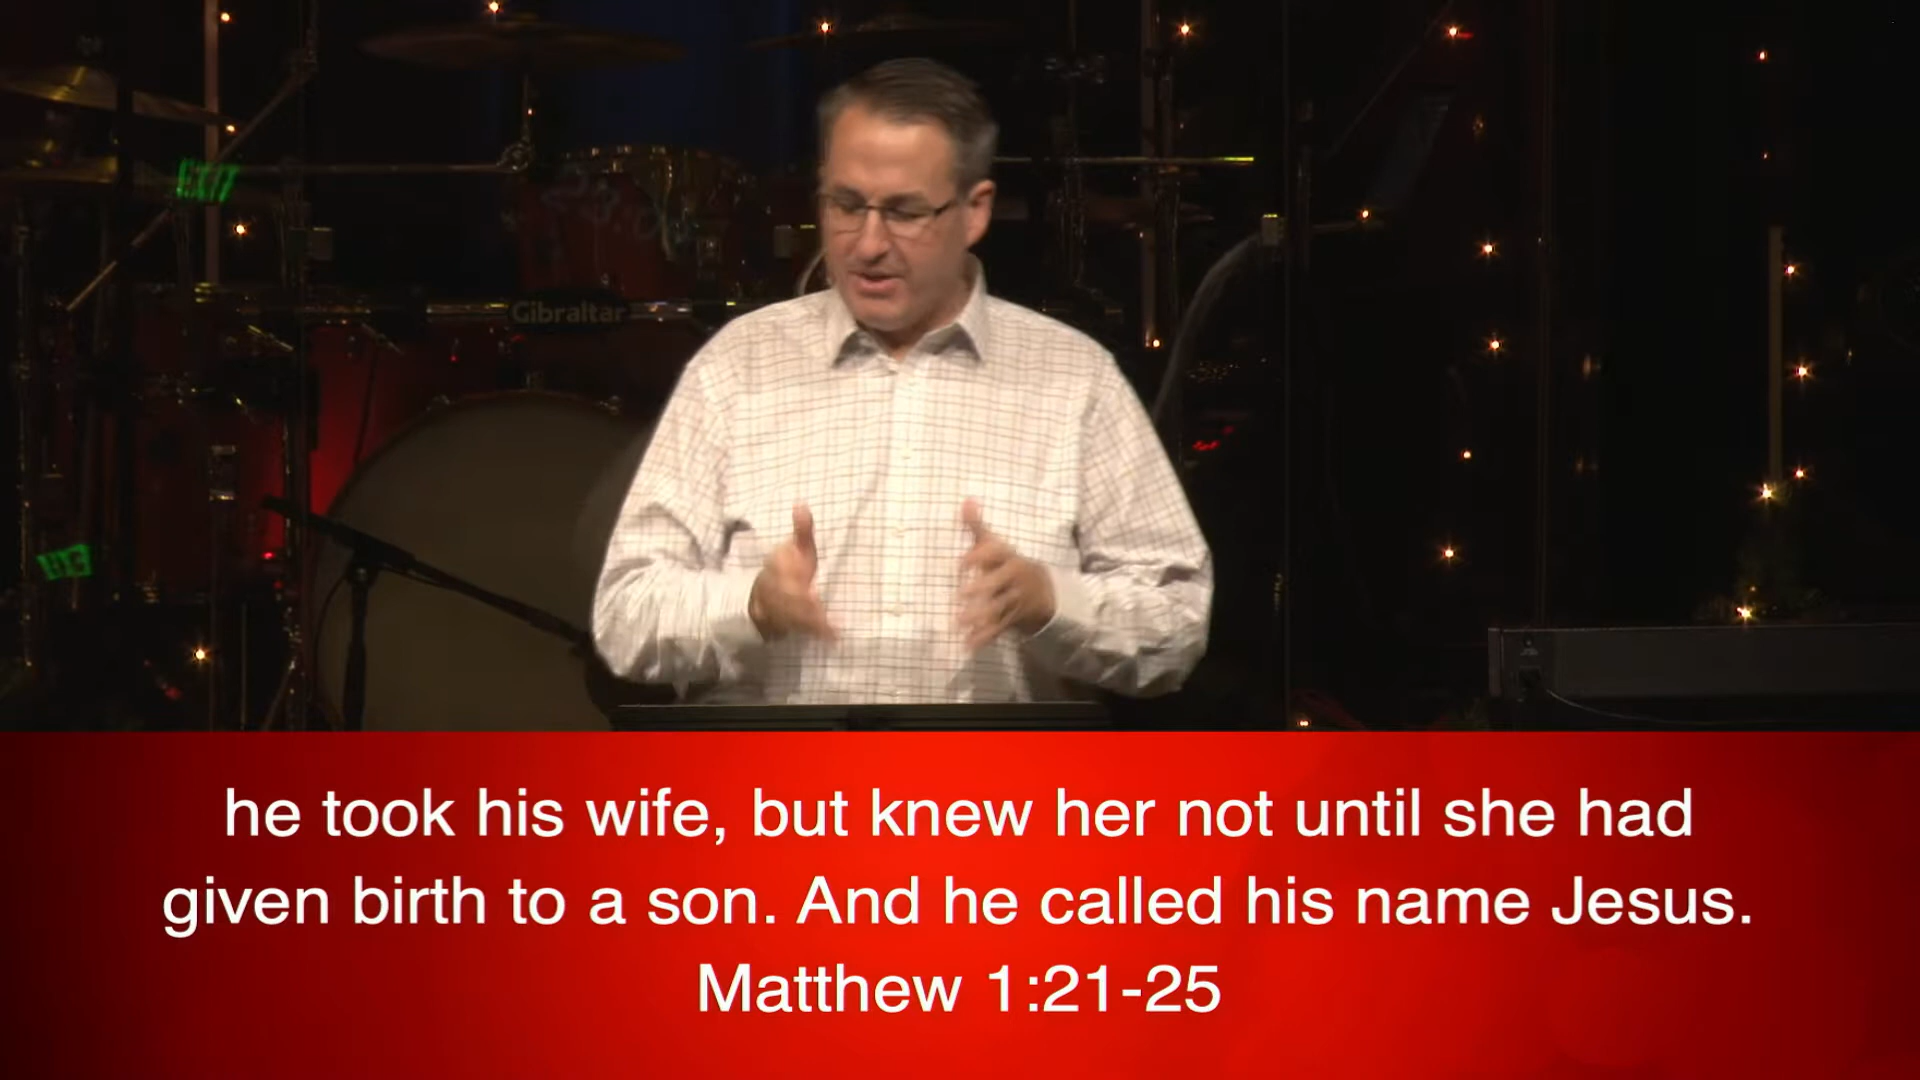 EXIT
Gibraltar
he took his wife, but knew her not until she had
given birth to a son. And he called his name Jesus.
Matthew 1:21-25